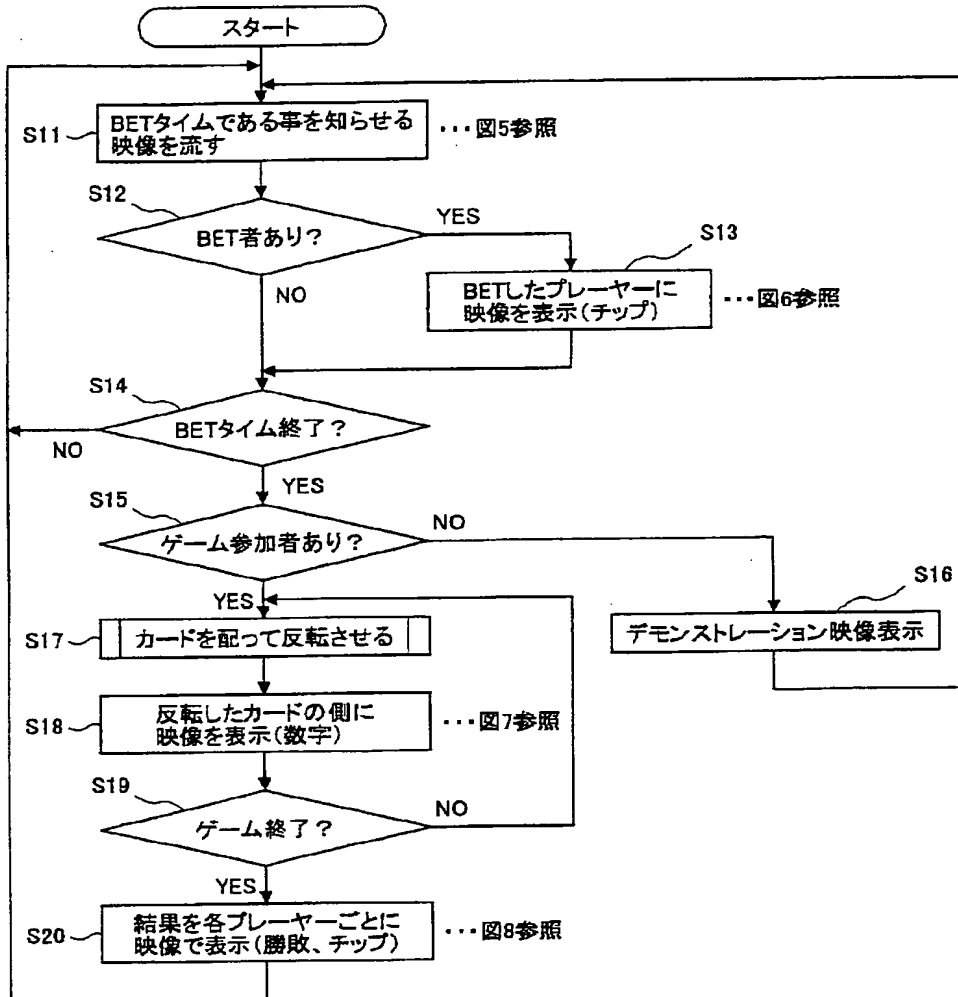 スタート
S11
BETタイムである事を知らせる
映像を流す
・・・図5参照
S12
BET者あり?
YES
NO
S13
BETしたプレーヤーに
映像を表示(チップ)
・・・図6参照
S14
BETタイム終了?
NO
YES
S15
ゲーム参加者あり?
NO
YES
S16
デモンストレーション映像表示
S17
カードを配って反転させる
S18
反転したカードの側に
映像を表示(数字)
・・・図7参照
S19
ゲーム終了?
NO
YES
S20
結果を各プレーヤーごとに
映像で表示(勝敗、チップ)
・・・図8参照